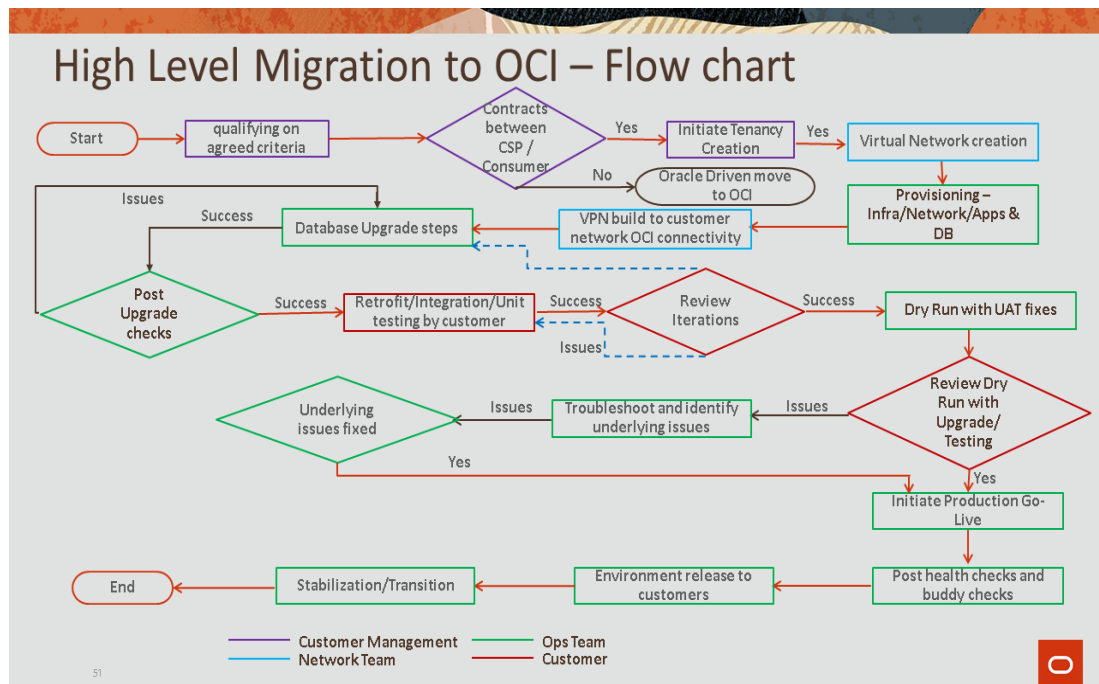 High Level Migration to OCI – Flow chart
Start
qualifying on
agreed criteria
Contracts
between
CSP /
Consumer
Yes
Initiate Tenancy
Creation
Yes
Virtual Network creation
No
Oracle Driven move
to OCI
Provisioning –
Infra/Network/Apps &
DB
VPN build to customer
network OCI connectivity
Database Upgrade steps
Issues
Success
Post
Upgrade
checks
Success
Retrofit/Integration/Unit
testing by customer
Success
Review
Iterations
Issues
Success
Dry Run with UAT fixes
Review Dry
Run with
Upgrade/
Testing
Issues
Troubleshoot and identify
underlying issues
Issues
Underlying
issues fixed
Yes
Yes
Initiate Production Go-
Live
Post health checks and
buddy checks
Environment release to
customers
Stabilization/Transition
End
Customer Management
Ops Team
Network Team
Customer
51